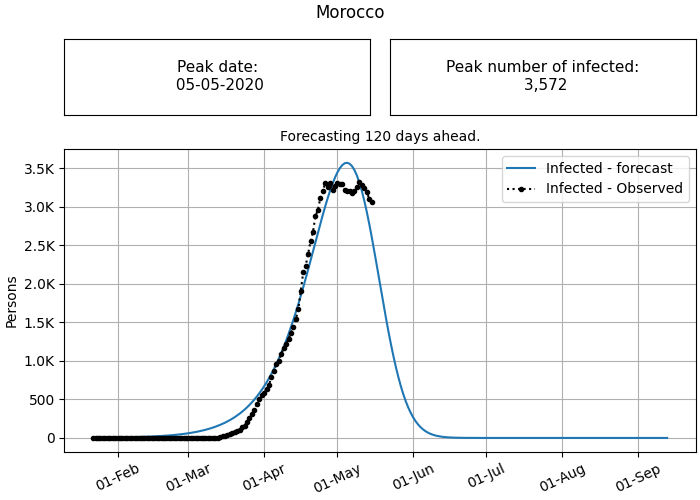 Morocco
Peak date:
05-05-2020
Peak number of infected:
3,572
Forecasting 120 days ahead.
Infected - forecast
Infected - Observed
3.5K
3.0K
2.5K
2.0K
1.5K
1.0K
500
0
Persons
01-Feb
01-Mar
01-Apr
01-May
01-Jun
01-Jul
01-Aug
01-Sep